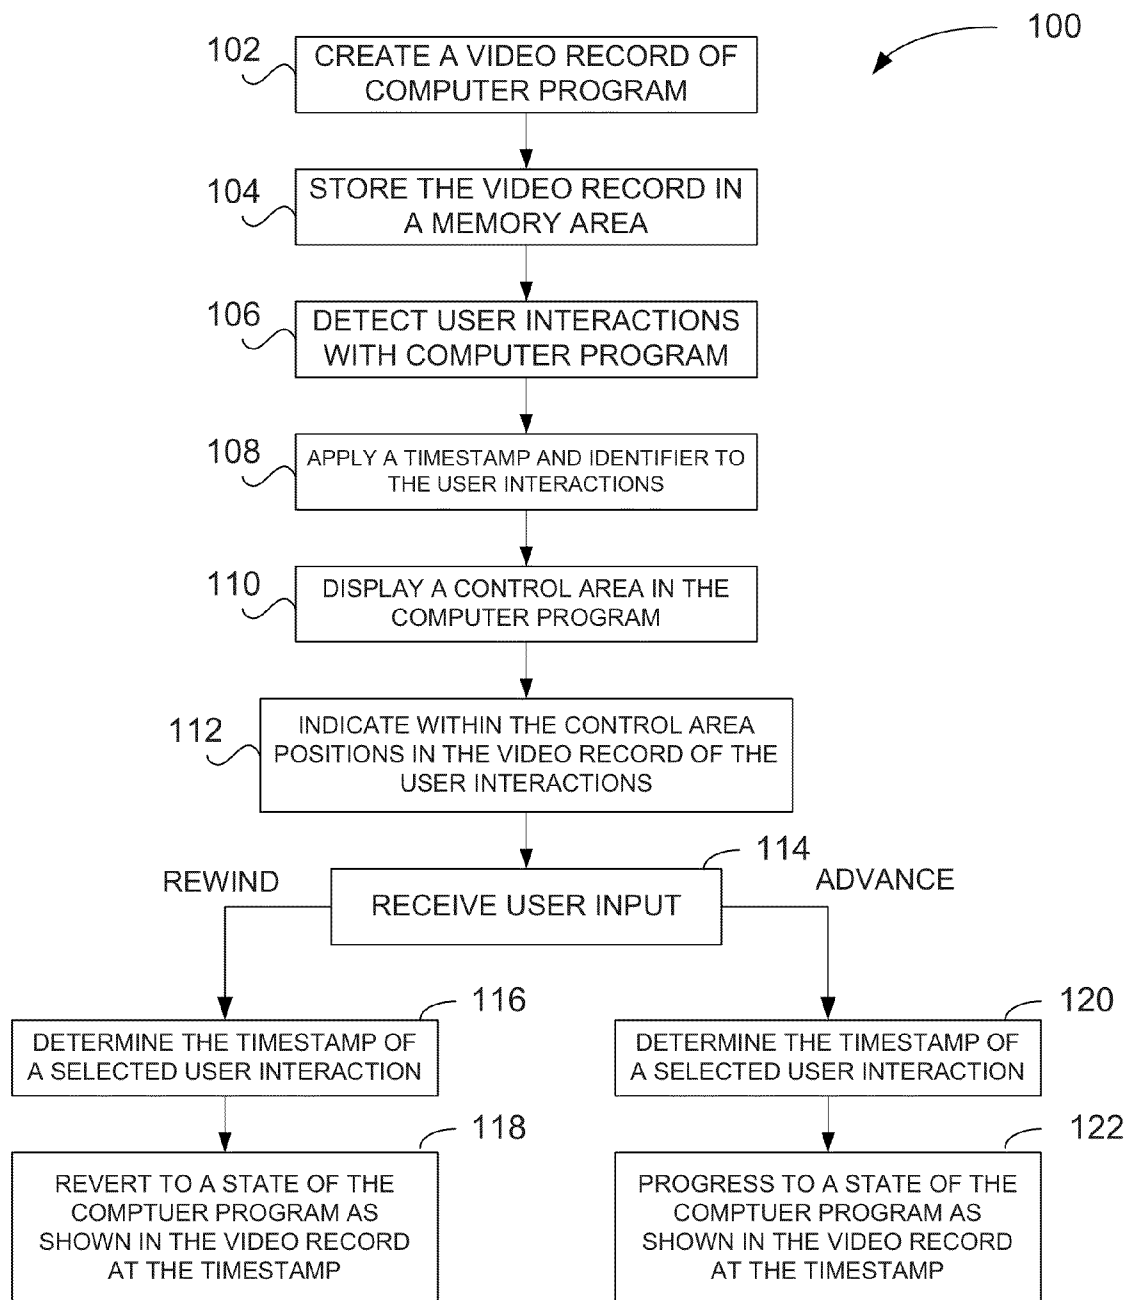 100
102
CREATE A VIDEO RECORD OF
COMPUTER PROGRAM
104
STORE THE VIDEO RECORD IN
A MEMORY AREA
106
DETECT USER INTERACTIONS
WITH COMPUTER PROGRAM
108
APPLY A TIMESTAMP AND IDENTIFIER TO
THE USER INTERACTIONS
110
DISPLAY A CONTROL AREA IN THE
COMPUTER PROGRAM
112
INDICATE WITHIN THE CONTROL AREA
POSITIONS IN THE VIDEO RECORD OF THE
USER INTERACTIONS
114
RECEIVE USER INPUT
REWIND
ADVANCE
116
DETERMINE THE TIMESTAMP OF
A SELECTED USER INTERACTION
118
REVERT TO A STATE OF THE
COMPTUER PROGRAM AS
SHOWN IN THE VIDEO RECORD
AT THE TIMESTAMP
120
DETERMINE THE TIMESTAMP OF
A SELECTED USER INTERACTION
122
PROGRESS TO A STATE OF THE
COMPTUER PROGRAM AS
SHOWN IN THE VIDEO RECORD
AT THE TIMESTAMP